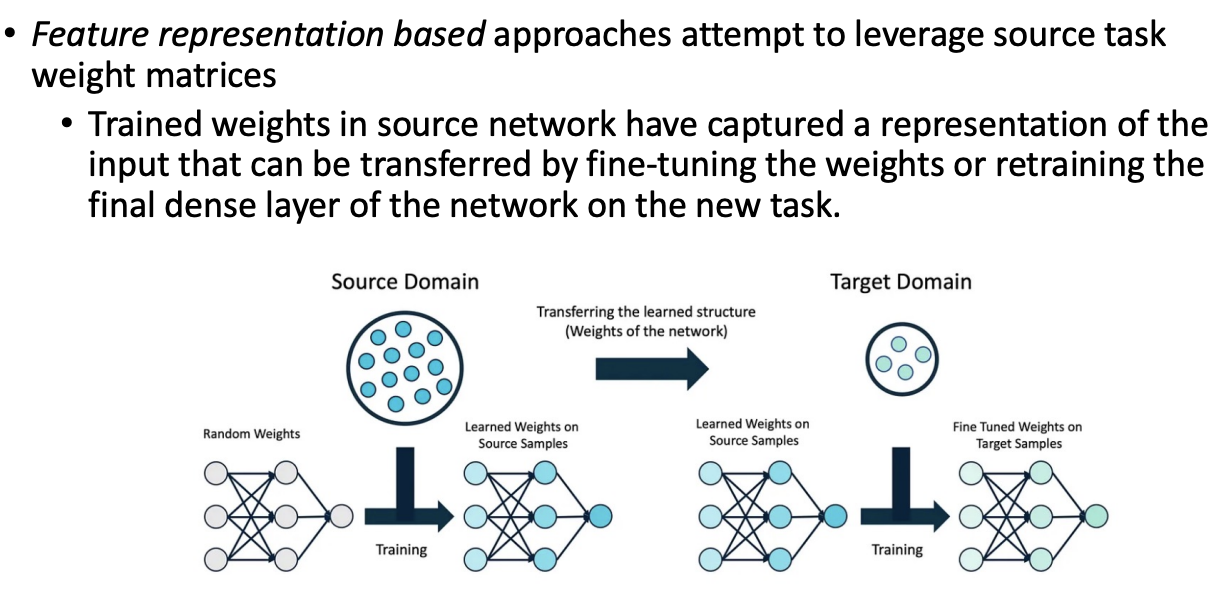 • Feature representation based approaches attempt to leverage source task
weight matrices
• Trained weights in source network have captured a representation of the
input that can be transferred by fine-tuning the weights or retraining the
final dense layer of the network on the new task.
Source Domain
Target Domain
Transferring the learned structure
(Weights of the network)
Random Weights
Learned Weights on
Source Samples
Learned Weights on
Source Samples
Fine Tuned Weights on
Target Samples
Training
Training